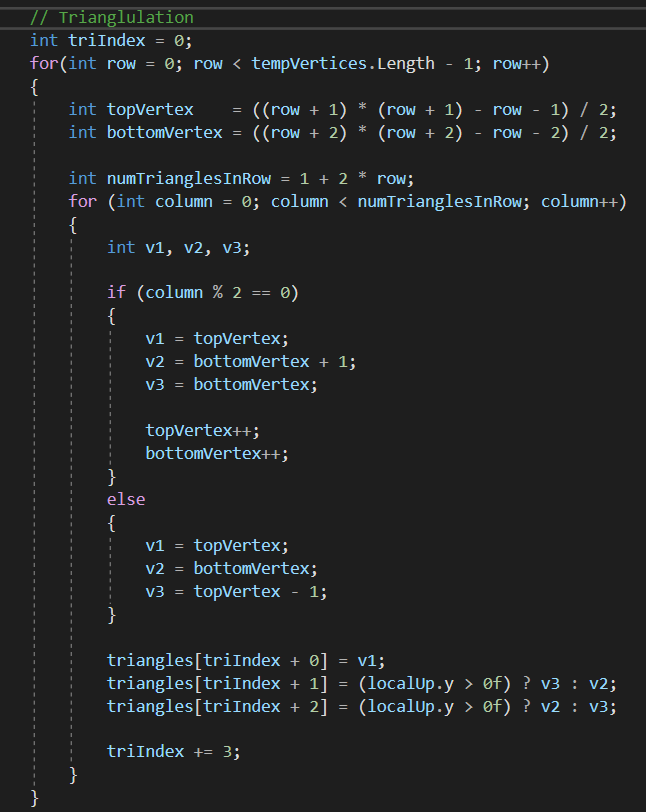 // Trianglulation
int triIndex = 0;
for(int row = 0; row < tempVertices.Length - 1; row++)
{
    int topVertex    = ((row + 1) * (row + 1) - row - 1) / 2;
    int bottomVertex = ((row + 2) * (row + 2) - row - 2) / 2;

    int numTrianglesInRow = 1 + 2 * row;
    for (int column = 0; column < numTrianglesInRow; column++)
    {
        int v1, v2, v3;

        if (column % 2 == 0)
        {
            v1 = topVertex;
            v2 = bottomVertex + 1;
            v3 = bottomVertex;

            topVertex++;
            bottomVertex++;
        }
        else
        {
            v1 = topVertex;
            v2 = bottomVertex;
            v3 = topVertex - 1;
        }

        triangles[triIndex + 0] = v1;
        triangles[triIndex + 1] = (localUp.y > 0f) ? v3 : v2;
        triangles[triIndex + 2] = (localUp.y > 0f) ? v2 : v3;

        triIndex += 3;
    }
}